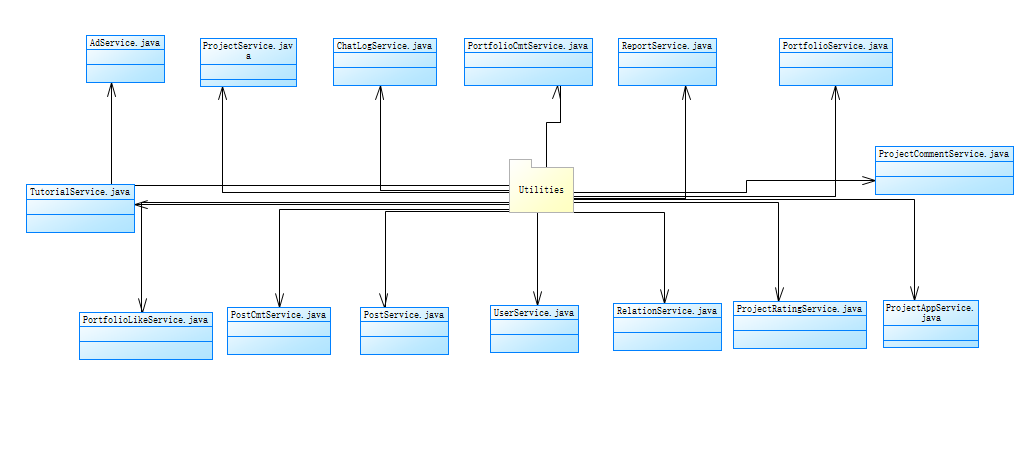 AdService.java
ProjectService.jav
a
ChatLogService.java
PortfolioCmtService.java
ReportService.java
PortfolioService.java
ProjectCommentService.java
TutorialService.java
Utilities
PortfolioLikeService.java
PostCmtService.java
PostService.java
UserService.java
RelationService.java
ProjectRatingService.java
ProjectAppService.
java